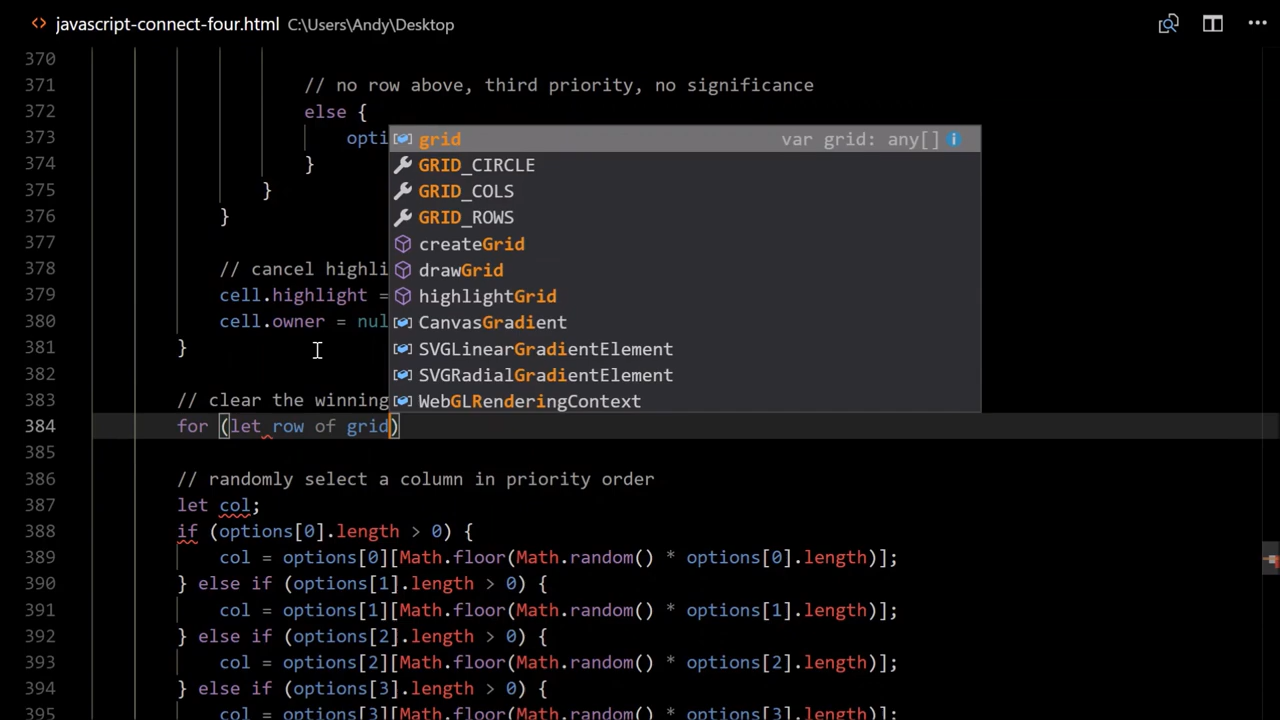 javascript-connect-four.html C:\Users\Andy\Desktop
370
371 // no row above, third priority, no significance
372 else {
373 opti
374 }
375 }
376 }
377
378 // cancel highli
379 cell.highlight =
380 cell.owner = nul
381 }
382
383 // clear the winning
384 for (let row of grid)
385
386 // randomly select a column in priority order
387 let col;
388 if (options[0].length > 0) {
389 col = options[0][Math.floor(Math.random() * options[0].length)];
390 } else if (options[1].length > 0) {
391 col = options[1][Math.floor(Math.random() * options[1].length)];
392 } else if (options[2].length > 0) {
393 col = options[2][Math.floor(Math.random() * options[2].length)];
394 } else if (options[3].length > 0) {
395 col = options[3][Math.floor(Math.random() * options[3].length)];
grid var grid: any[]
GRID_CIRCLE
GRID_COLS
GRID_ROWS
createGrid
drawGrid
highlightGrid
CanvasGradient
SVGLinearGradientElement
SVGRadialGradientElement
WebGLRenderingContext